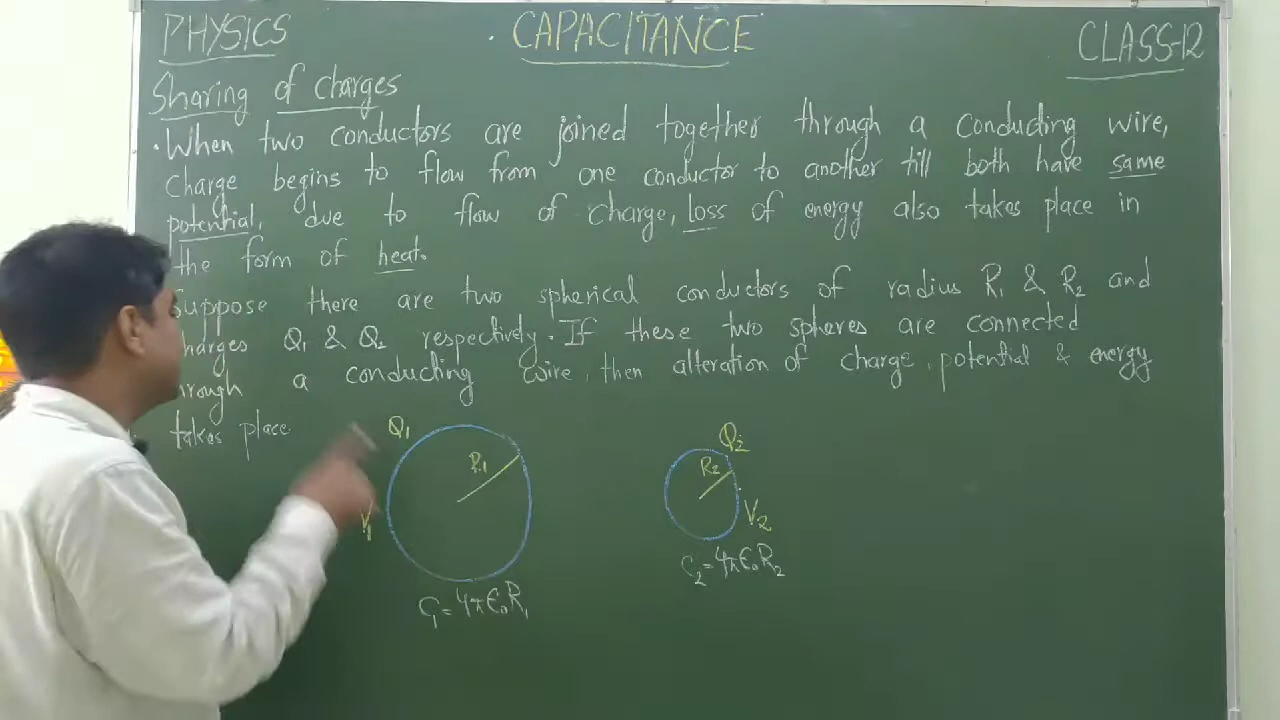 PHYSICS
CAPACITANCE
CLASS-12
Sharing of charges
• When two conductors are joined together through a conducting wire,
charge begins to flow from one conductor to another till both have same
potential, due to flow of charge, loss of energy also takes place in
the form of heat.
Suppose there are two spherical conductors of radius R₁ & R₂ and
harges Q₁ & Q₂ respectively. If these two spheres are connected
hrough a conducting wire, then alteration of charge, potential & energy
takes place
Q₁
R₁
V₁
C₁=4πε₀R₁
Q₂
R₂
V₂
C₂=4πε₀R₂